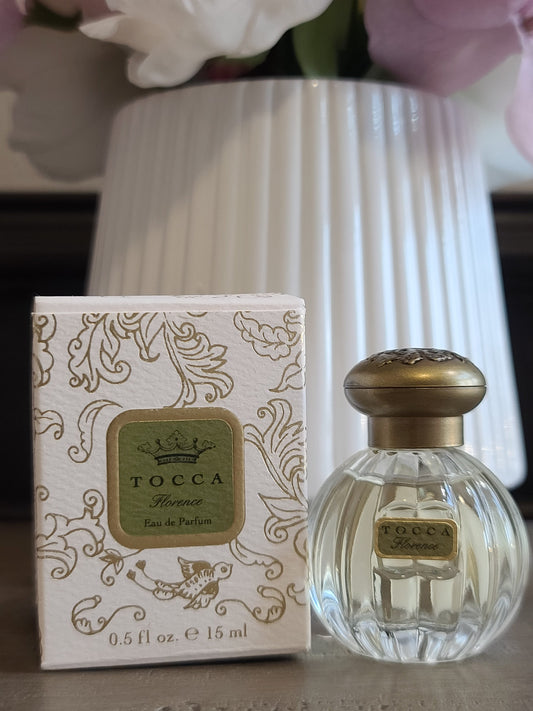 TOCCA
Florence
Eau de Parfum
0.5 fl oz. ℮ 15 ml
TOCCA
Florence